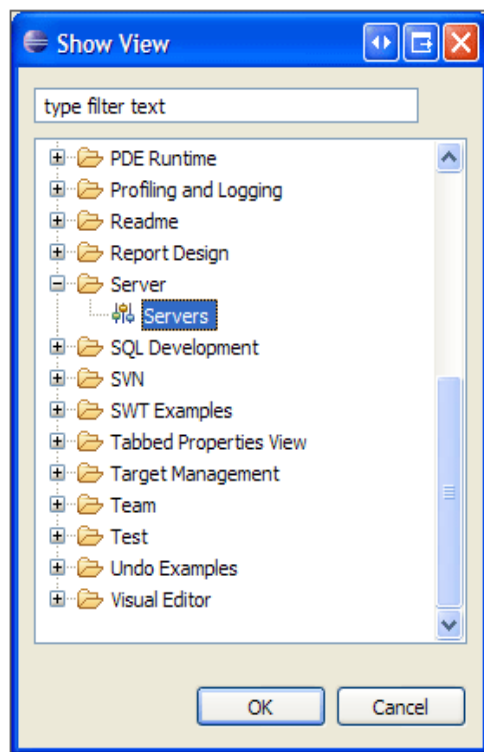 Show View
type filter text
PDE Runtime
Profiling and Logging
Readme
Report Design
Server
Servers
SQL Development
SVN
SWT Examples
Tabbed Properties View
Target Management
Team
Test
Undo Examples
Visual Editor
OK Cancel